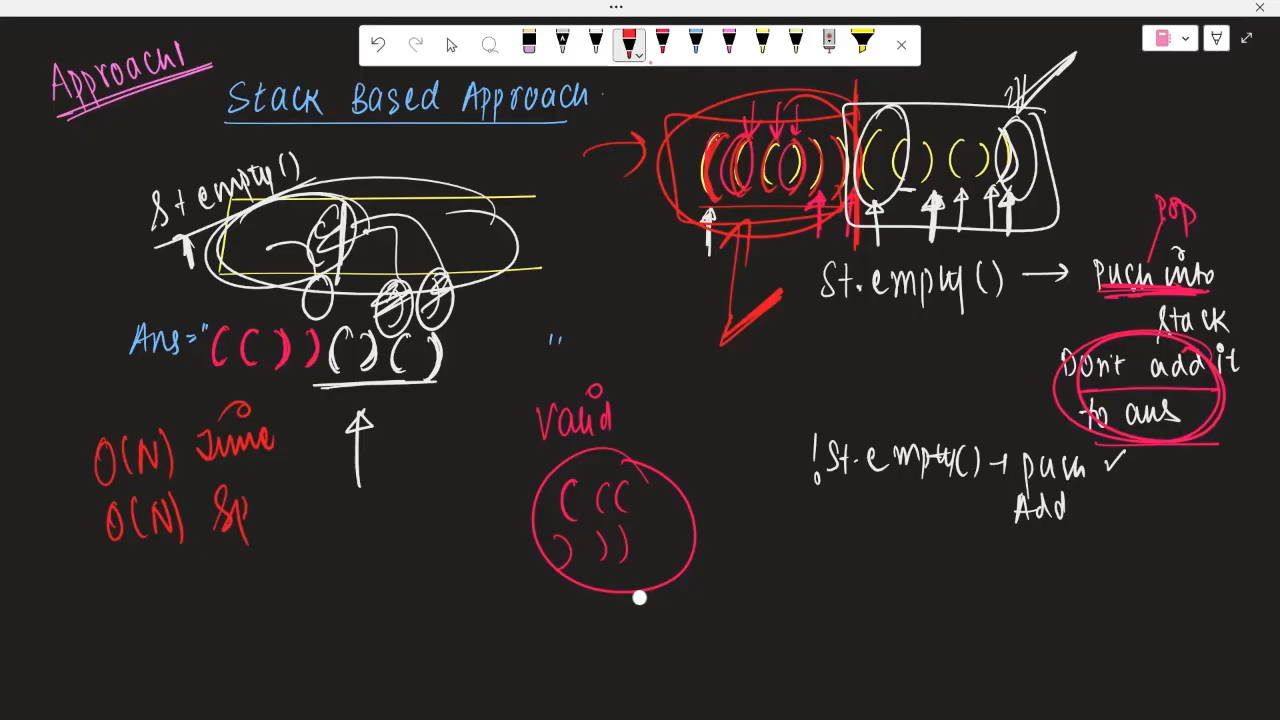 Approach1
Stack Based Approach
( ( ( ) ) ) ( ( ) ( ) )
St empty()
pop
St.empty() → push into
stack
Don't add it
to ans
Ans = " ( ( ) ) ( ) ( ) "
O(N) Time
O(N) Sp
valid
( ( (
) ) )
! St.empty() → push ✓
Add